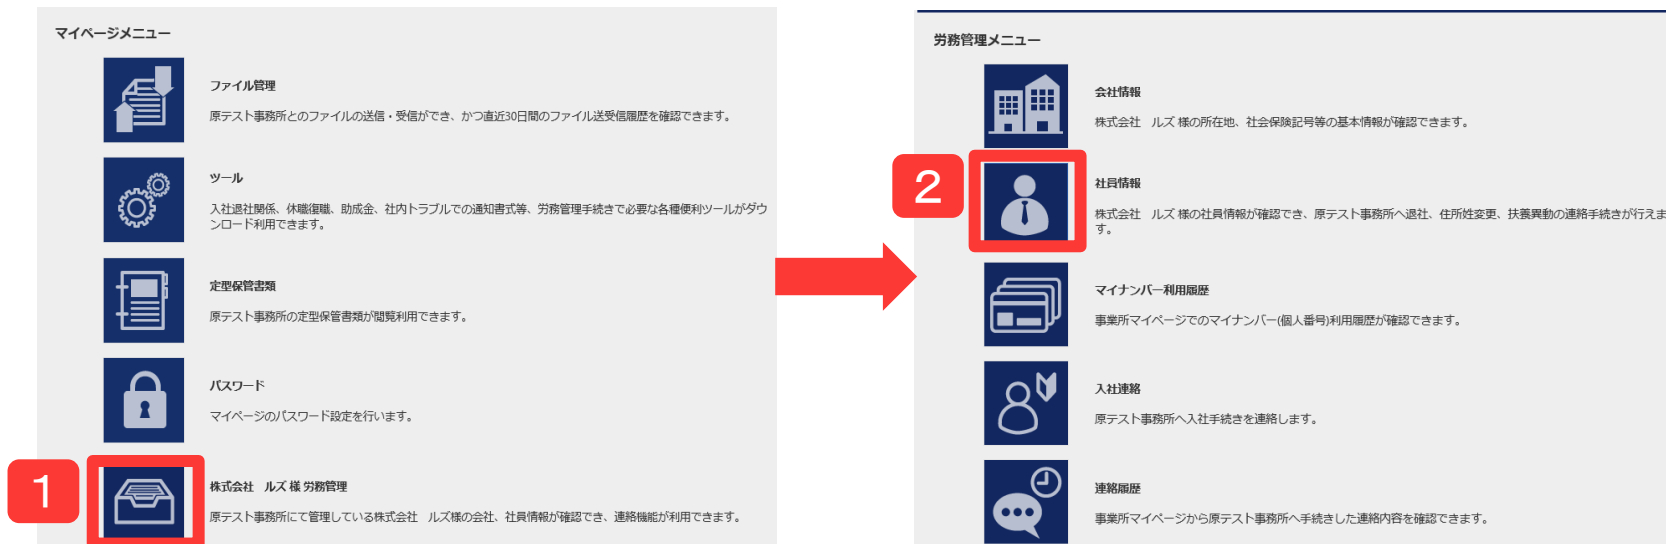 マイページメニュー
ファイル管理
原テスト事務所とのファイルの送信・受信ができ、かつ直近30日間のファイル送受信履歴を確認できます。
ツール
入社退社関係、休職復職、助成金、社内トラブルでの通知書式等、労務管理手続きで必要な各種便利ツールがダウ
ンロード利用できます。
定型保管書類
原テスト事務所の定型保管書類が閲覧利用できます。
パスワード
マイページのパスワード設定を行います。
1
株式会社　ルズ 様 労務管理
原テスト事務所にて管理している株式会社　ルズ様の会社、社員情報が確認でき、連絡機能が利用できます。
労務管理メニュー
会社情報
株式会社　ルズ 様の所在地、社会保険記号等の基本情報が確認できます。
2
社員情報
株式会社　ルズ 様の社員情報が確認でき、原テスト事務所へ退社、住所姓変更、扶養異動の連絡手続きが行えま
す。
マイナンバー利用履歴
事業所マイページでのマイナンバー(個人番号)利用履歴が確認できます。
入社連絡
原テスト事務所へ入社手続きを連絡します。
連絡履歴
事業所マイページから原テスト事務所へ手続きした連絡内容を確認できます。